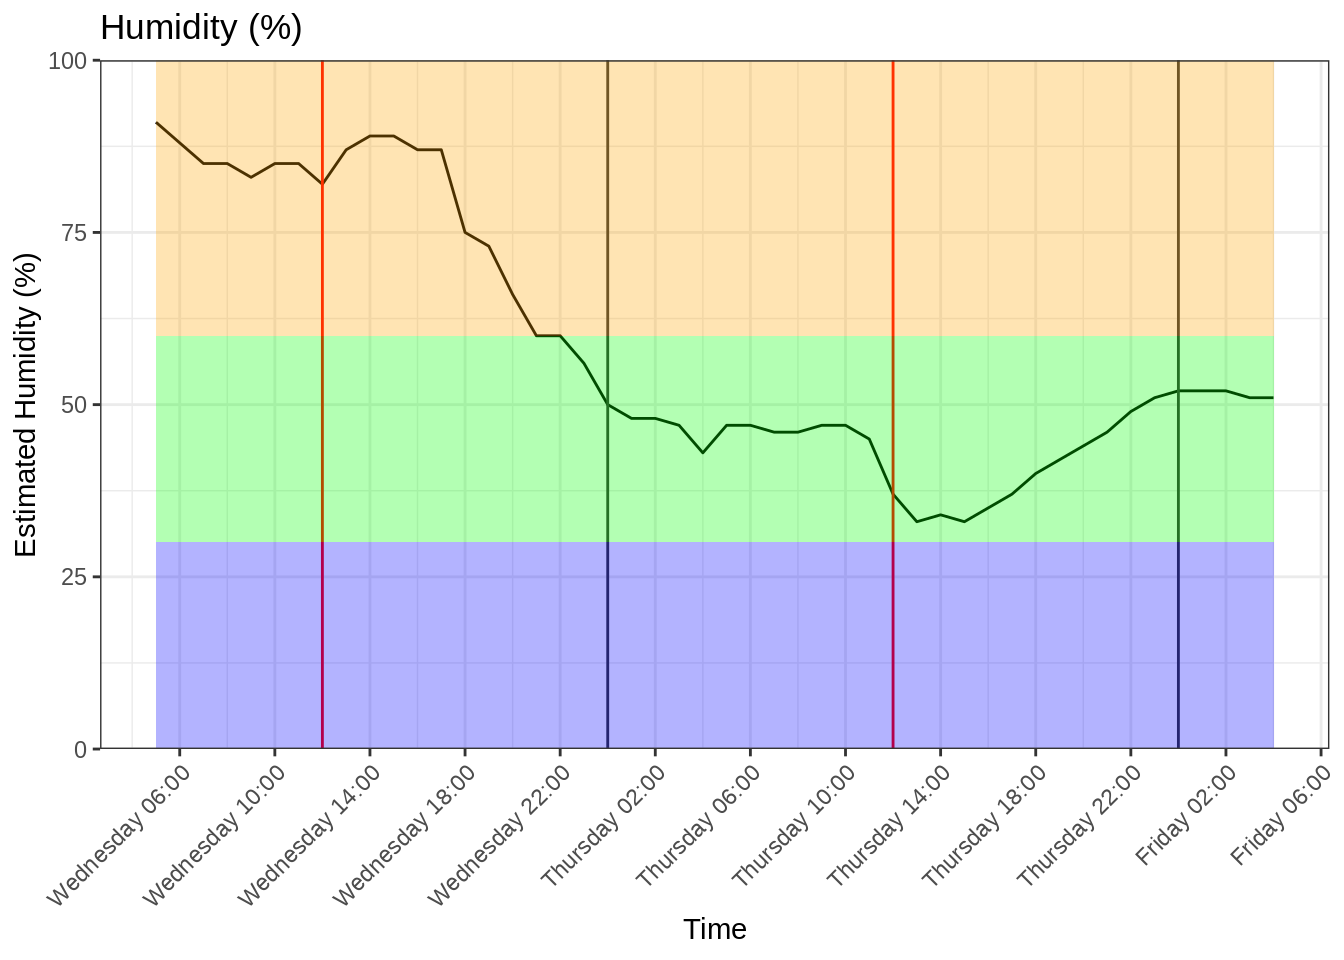 Humidity (%)
Estimated Humidity (%)
100
75
50
25
0
Wednesday 06:00
Wednesday 10:00
Wednesday 14:00
Wednesday 18:00
Wednesday 22:00
Thursday 02:00
Thursday 06:00
Thursday 10:00
Thursday 14:00
Thursday 18:00
Thursday 22:00
Friday 02:00
Friday 06:00
Time